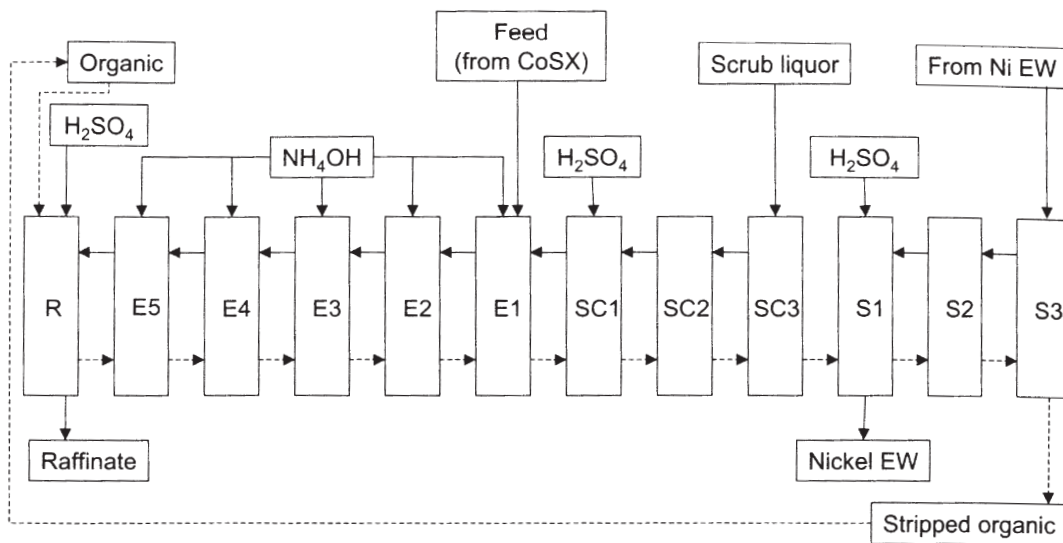 Feed
(from CoSX)
Organic
Scrub liquor
From Ni EW
H₂SO₄
NH₄OH
H₂SO₄
H₂SO₄
R
E5
E4
E3
E2
E1
SC1
SC2
SC3
S1
S2
S3
Raffinate
Nickel EW
Stripped organic